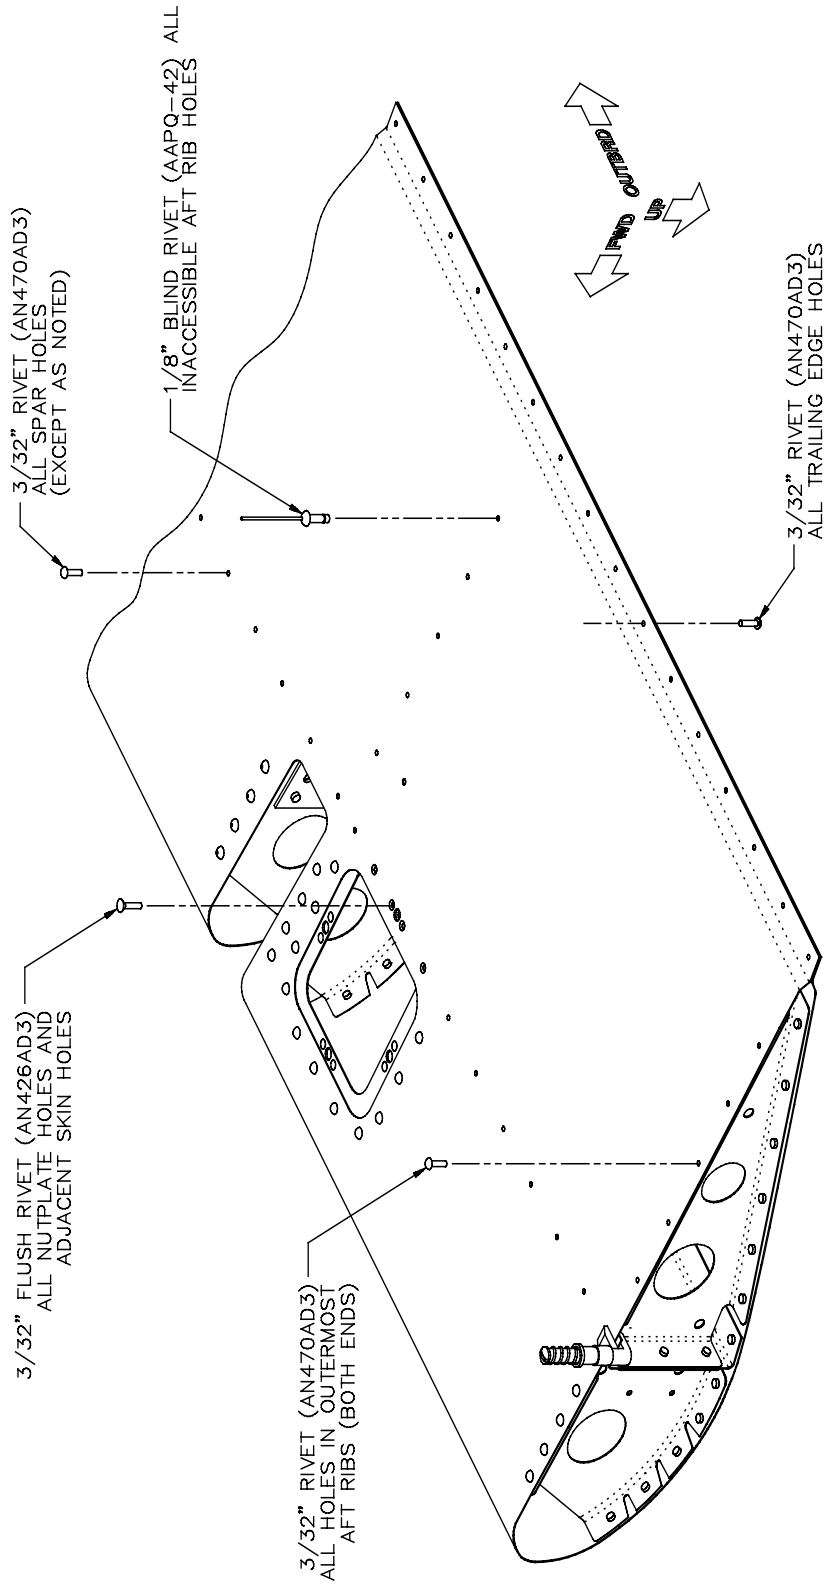 3/32" FLUSH RIVET (AN426AD3)
ALL NUTPLATE HOLES AND
ADJACENT SKIN HOLES
3/32" RIVET (AN470AD3)
ALL SPAR HOLES
(EXCEPT AS NOTED)
1/8" BLIND RIVET (AAPQ-42) ALL
INACCESSIBLE AFT RIB HOLES
3/32" RIVET (AN470AD3)
ALL HOLES IN OUTERMOST
AFT RIBS (BOTH ENDS)
FWD
OUTBRD
UP
3/32" RIVET (AN470AD3)
ALL TRAILING EDGE HOLES